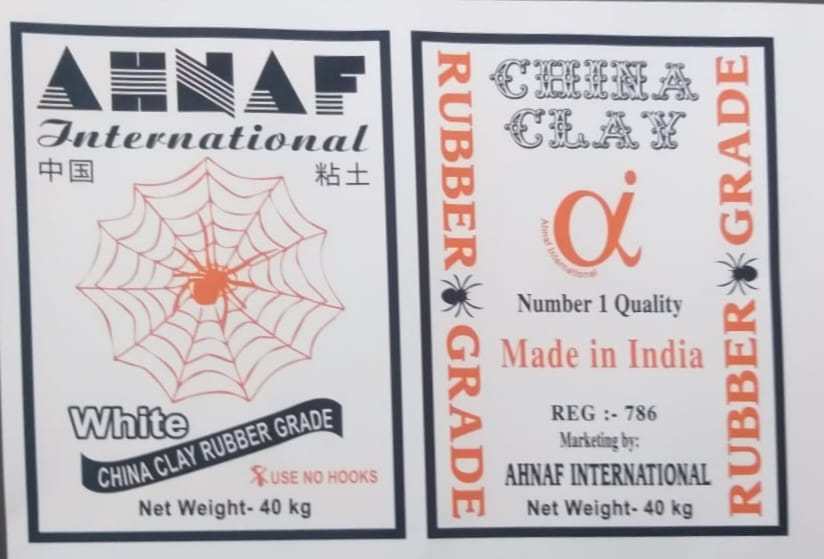 AHNAF
International
中国 粘土
White
CHINA CLAY RUBBER GRADE
USE NO HOOKS
Net Weight- 40 kg
RUBBER GRADE
CHINA
CLAY
αi
Ahnaf International
Number 1 Quality
Made in India
REG :- 786
Marketing by:
AHNAF INTERNATIONAL
Net Weight- 40 kg
RUBBER GRADE